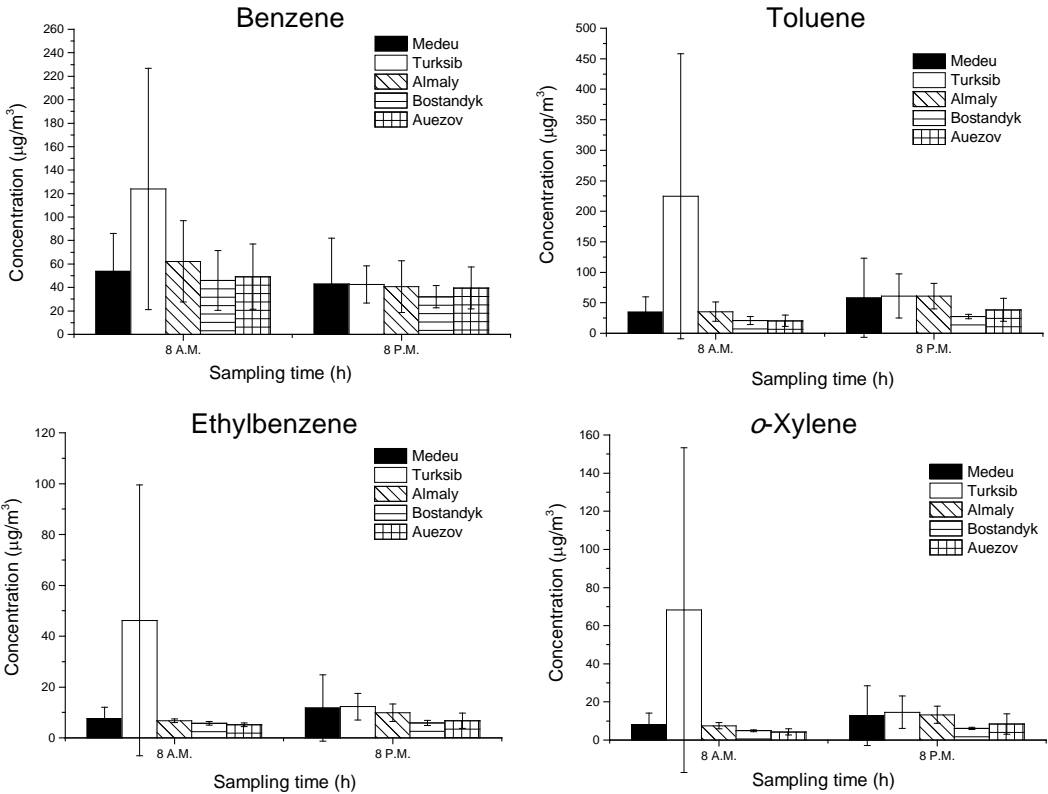 Benzene
Concentration (µg/m³)
260
240
220
200
180
160
140
120
100
80
60
40
20
0
Medeu
Turksib
Almaly
Bostandyk
Auezov
8 A.M.
8 P.M.
Sampling time (h)
Toluene
Concentration (µg/m³)
500
450
400
350
300
250
200
150
100
50
0
Medeu
Turksib
Almaly
Bostandyk
Auezov
8 A.M.
8 P.M.
Sampling time (h)
Ethylbenzene
Concentration (µg/m³)
120
100
80
60
40
20
0
Medeu
Turksib
Almaly
Bostandyk
Auezov
8 A.M.
8 P.M.
Sampling time (h)
o-Xylene
Concentration (µg/m³)
160
140
120
100
80
60
40
20
0
Medeu
Turksib
Almaly
Bostandyk
Auezov
8 A.M.
8 P.M.
Sampling time (h)